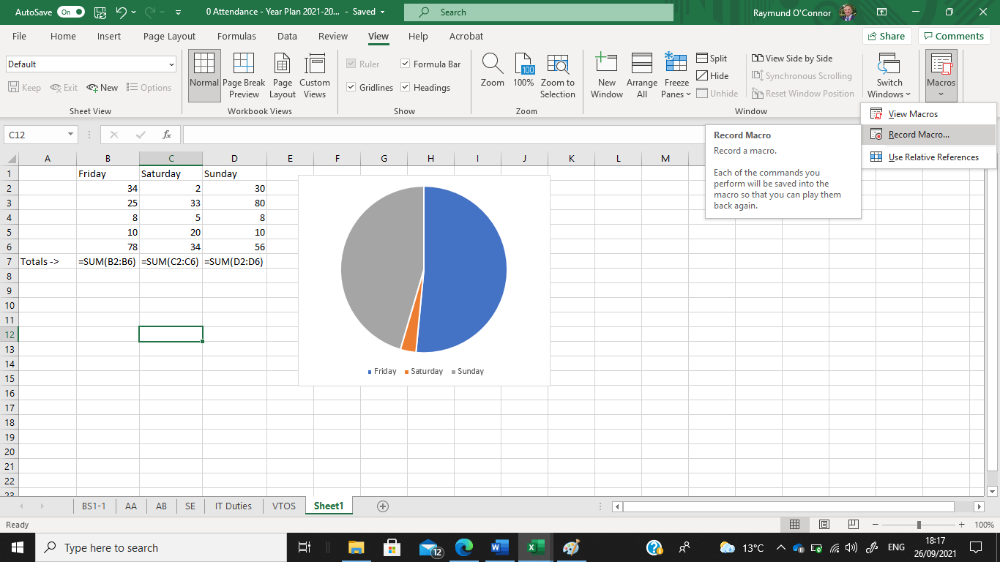 AutoSave On 0 Attendance - Year Plan 2021-20... - Saved Search Raymund O'Connor
File Home Insert Page Layout Formulas Data Review View Help Acrobat Share Comments
Default
Keep Exit New Options
Sheet View
Normal
Page Break Preview
Page Layout
Custom Views
Workbook Views
Ruler Formula Bar
Gridlines Headings
Show
Zoom
100
100%
Zoom to Selection
Zoom
New Window
Arrange All
Freeze Panes
Split
Hide
Unhide
View Side by Side
Synchronous Scrolling
Reset Window Position
Switch Windows
Window
Macros
View Macros
Record Macro...
Use Relative References
Record Macro
Record a macro.
Each of the commands you
perform will be saved into the
macro so that you can play them
back again.
C12 fx
A B C D E F G H I J K L M
1 Friday Saturday Sunday
2 34 2 30
3 25 33 80
4 8 5 8
5 10 20 10
6 78 34 56
7 Totals -> =SUM(B2:B6) =SUM(C2:C6) =SUM(D2:D6)
8
9
10
11
12
13
14
15
16
17
18
19
20
21
22
23
Friday Saturday Sunday
BS1-1 AA AB SE IT Duties VTOS Sheet1
Ready 100%
Type here to search 12 13°C ENG 18:17
26/09/2021